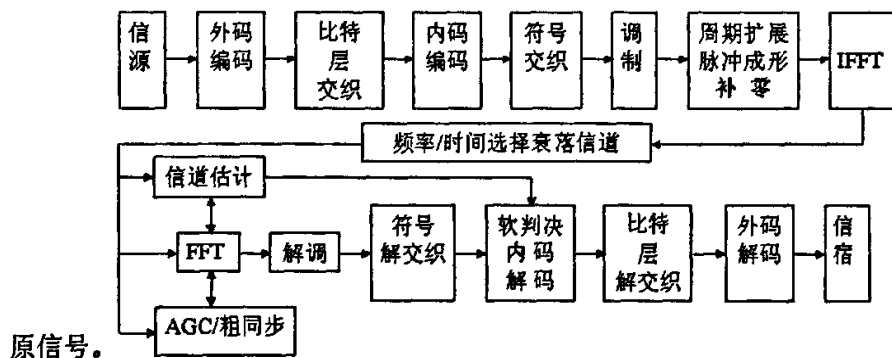 信源
外码编码
比特层交织
内码编码
符号交织
调制
周期扩展脉冲成形补零
IFFT
频率/时间选择衰落信道
信道估计
FFT
解调
符号解交织
软判决内码解码
比特层解交织
外码解码
信宿
AGC/粗同步
原信号。